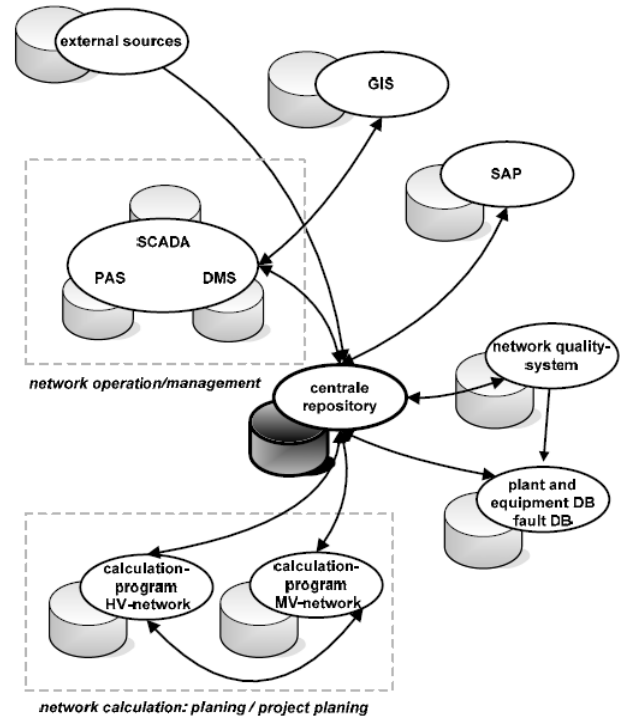 external sources
GIS
SAP
SCADA
PAS DMS
network operation/management
network quality-
system
centrale
repository
plant and
equipment DB
fault DB
calculation-
program
HV-network
calculation-
program
MV-network
network calculation: planing / project planing